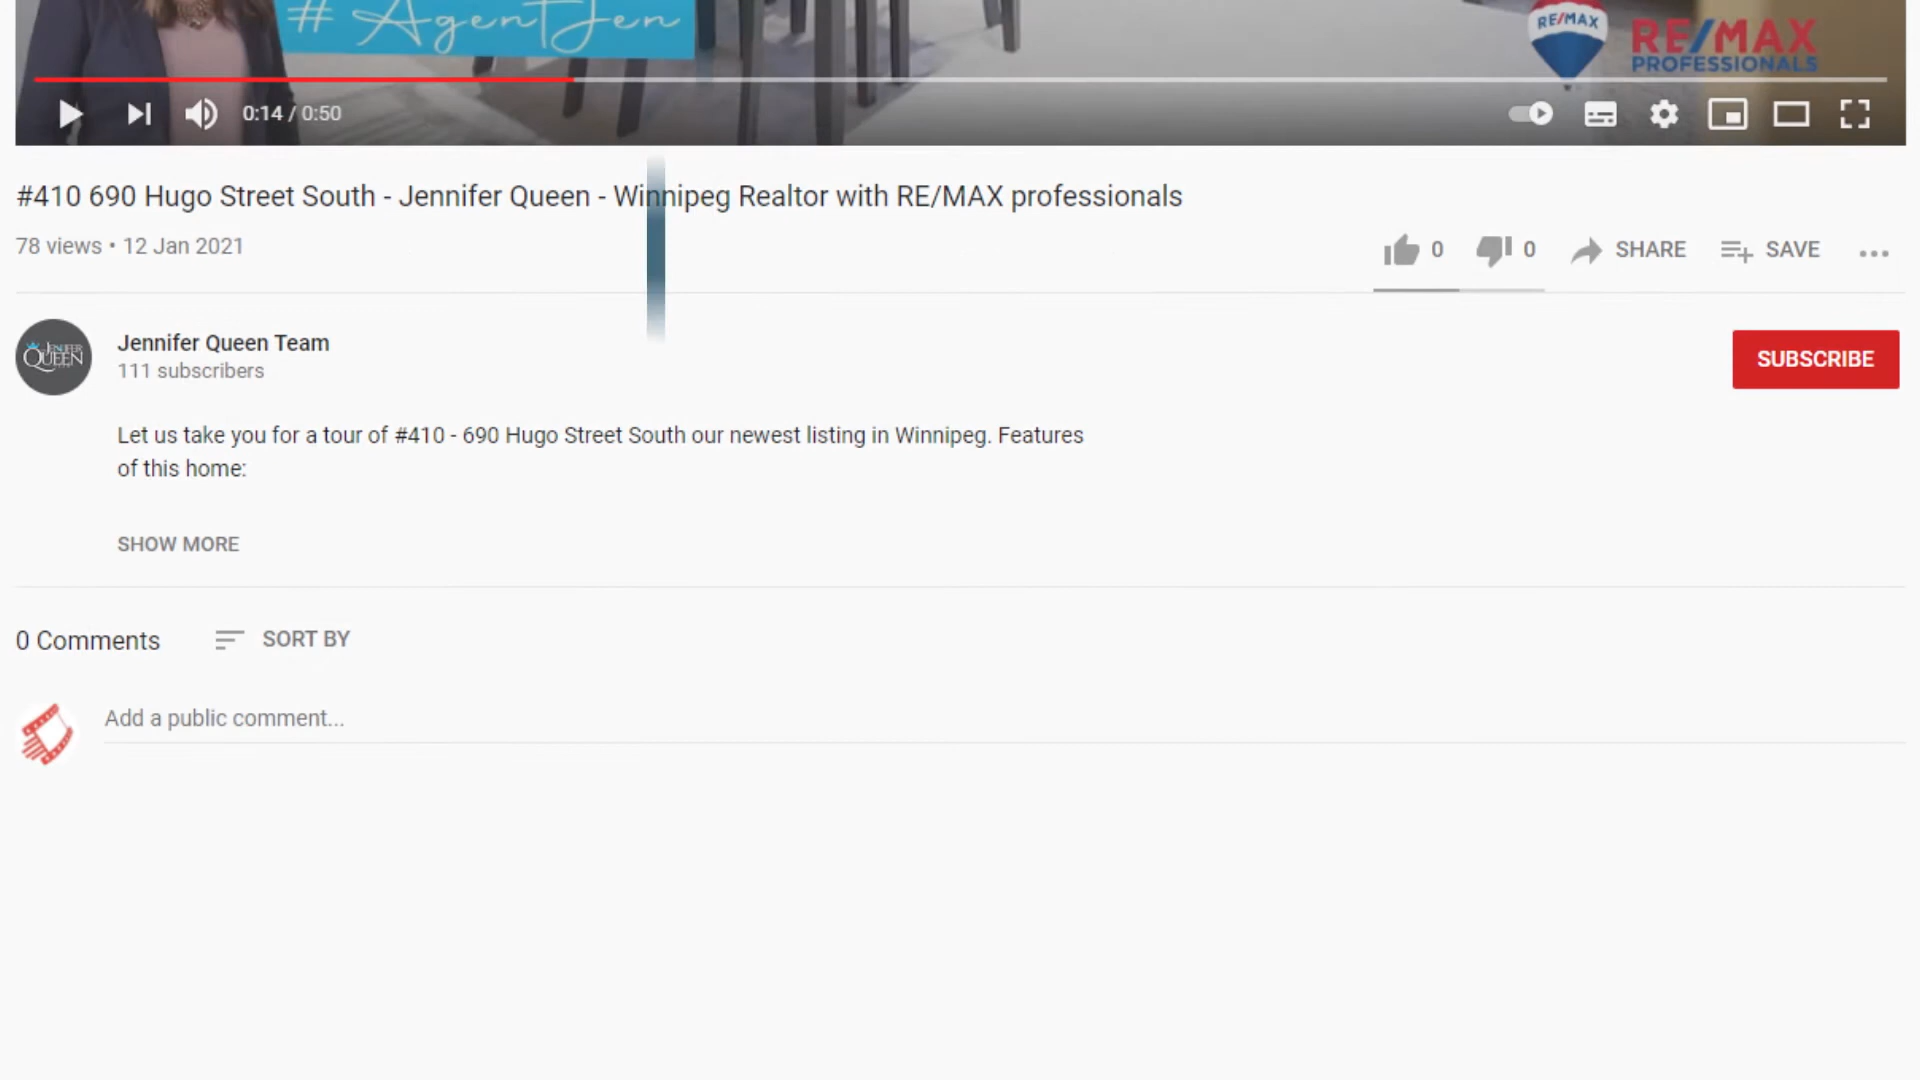 # AgentJen
RE/MAX
RE/MAX
PROFESSIONALS
0:14 / 0:50
#410 690 Hugo Street South - Jennifer Queen - Winnipeg Realtor with RE/MAX professionals
78 views • 12 Jan 2021
0
0
SHARE
SAVE
JENNIFER
QUEEN
Jennifer Queen Team
111 subscribers
SUBSCRIBE
Let us take you for a tour of #410 - 690 Hugo Street South our newest listing in Winnipeg. Features
of this home:
SHOW MORE
0 Comments
SORT BY
Add a public comment...